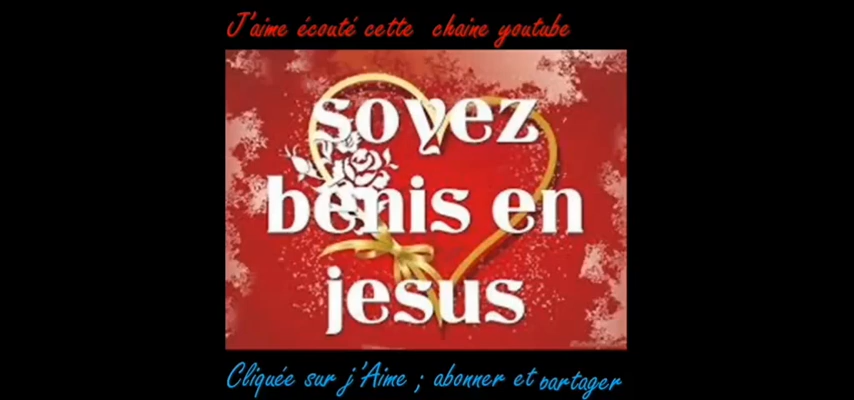 J'aime écouté cette chaine youtube
soyez
benis en
jesus
Cliquée sur j'Aime ; abonner et partager